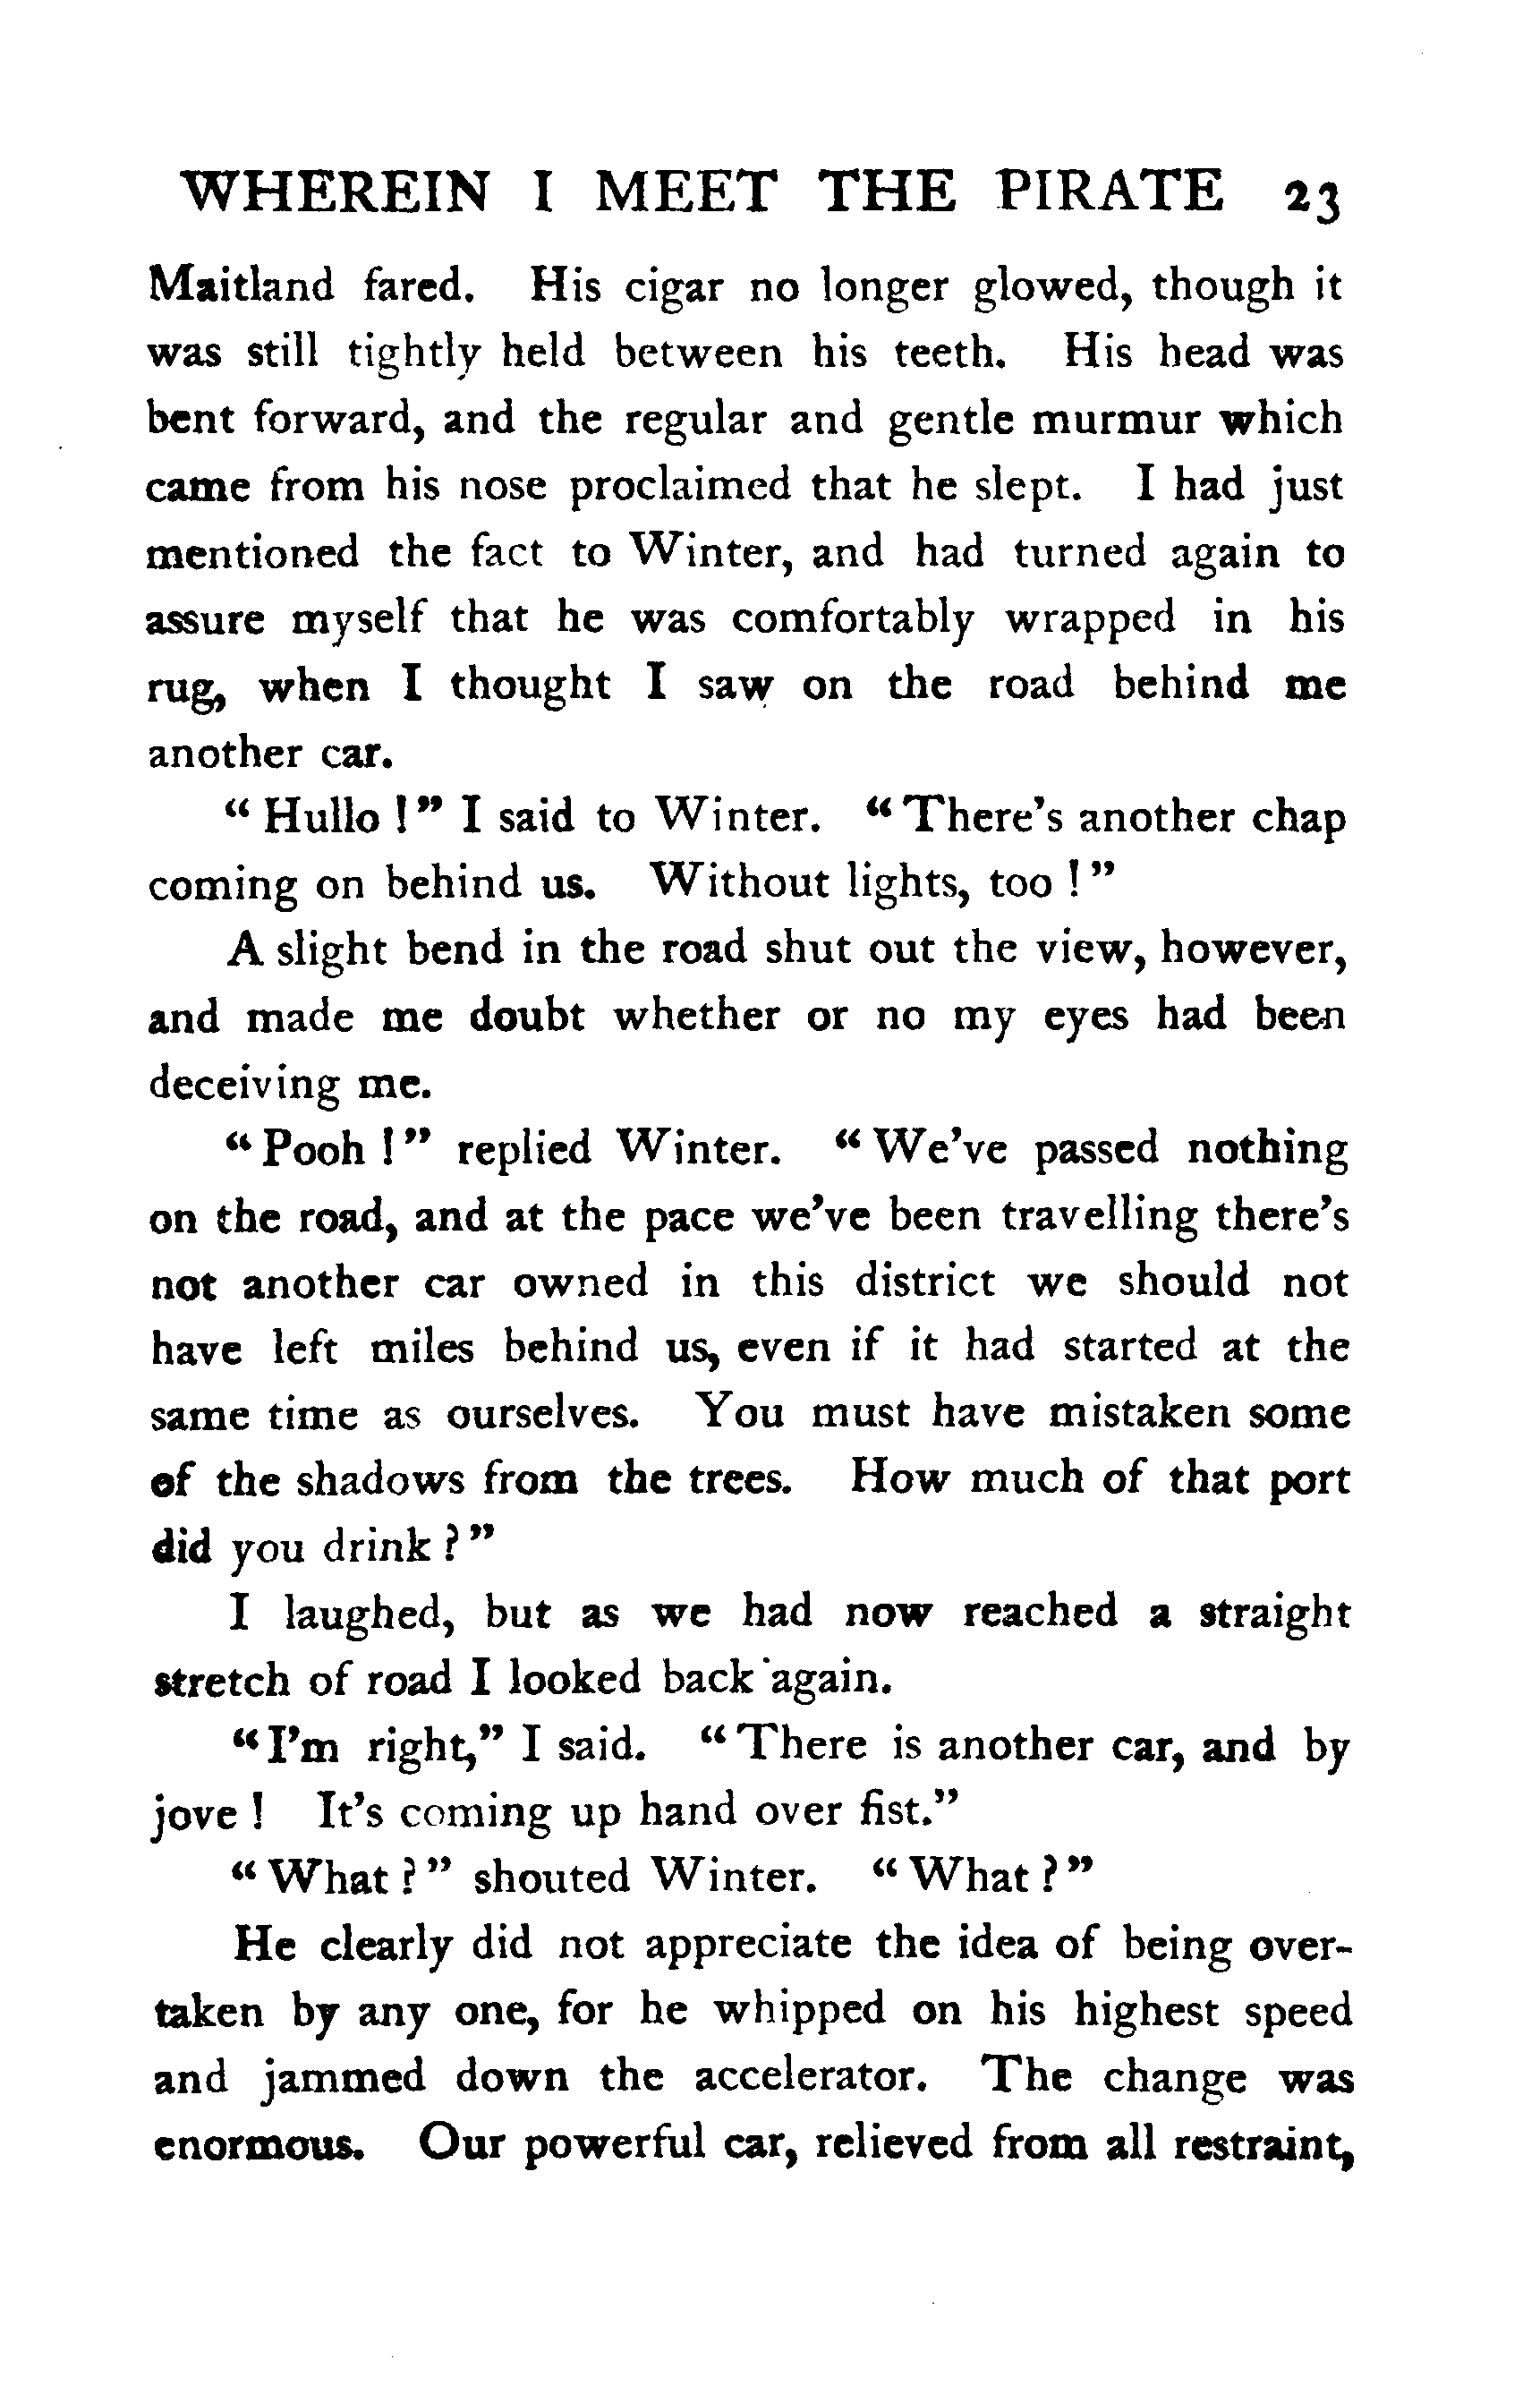 WHEREIN I MEET THE PIRATE 23
Maitland fared. His cigar no longer glowed, though it
was still tightly held between his teeth. His head was
bent forward, and the regular and gentle murmur which
came from his nose proclaimed that he slept. I had just
mentioned the fact to Winter, and had turned again to
assure myself that he was comfortably wrapped in his
rug, when I thought I saw on the road behind me
another car.
“ Hullo ! ” I said to Winter. “ There’s another chap
coming on behind us. Without lights, too ! ”
A slight bend in the road shut out the view, however,
and made me doubt whether or no my eyes had been
deceiving me.
“ Pooh ! ” replied Winter. “ We’ve passed nothing
on the road, and at the pace we’ve been travelling there’s
not another car owned in this district we should not
have left miles behind us, even if it had started at the
same time as ourselves. You must have mistaken some
of the shadows from the trees. How much of that port
did you drink ? ”
I laughed, but as we had now reached a straight
stretch of road I looked back again.
“ I’m right,” I said. “ There is another car, and by
jove ! It’s coming up hand over fist.”
“ What ? ” shouted Winter. “ What ? ”
He clearly did not appreciate the idea of being over-
taken by any one, for he whipped on his highest speed
and jammed down the accelerator. The change was
enormous. Our powerful car, relieved from all restraint,